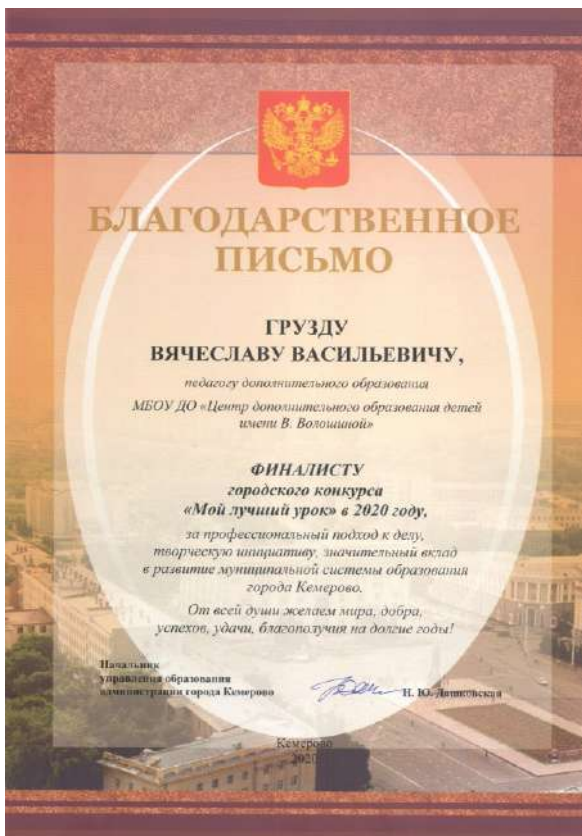 БЛАГОДАРСТВЕННОЕ
ПИСЬМО
ГРУЗДУ
ВЯЧЕСЛАВУ ВАСИЛЬЕВИЧУ,
педагогу дополнительного образования
МБОУ ДО «Центр дополнительного образования детей
имени В. Волошиной»
ФИНАЛИСТУ
городского конкурса
«Мой лучший урок» в 2020 году,
за профессиональный подход к делу,
творческую инициативу, значительный вклад
в развитие муниципальной системы образования
города Кемерово.
От всей души желаем мира, добра,
успехов, удачи, благополучия на долгие годы!
Начальник
управления образования
администрации города Кемерово
Н. Ю. Дашковская
Кемерово
2020